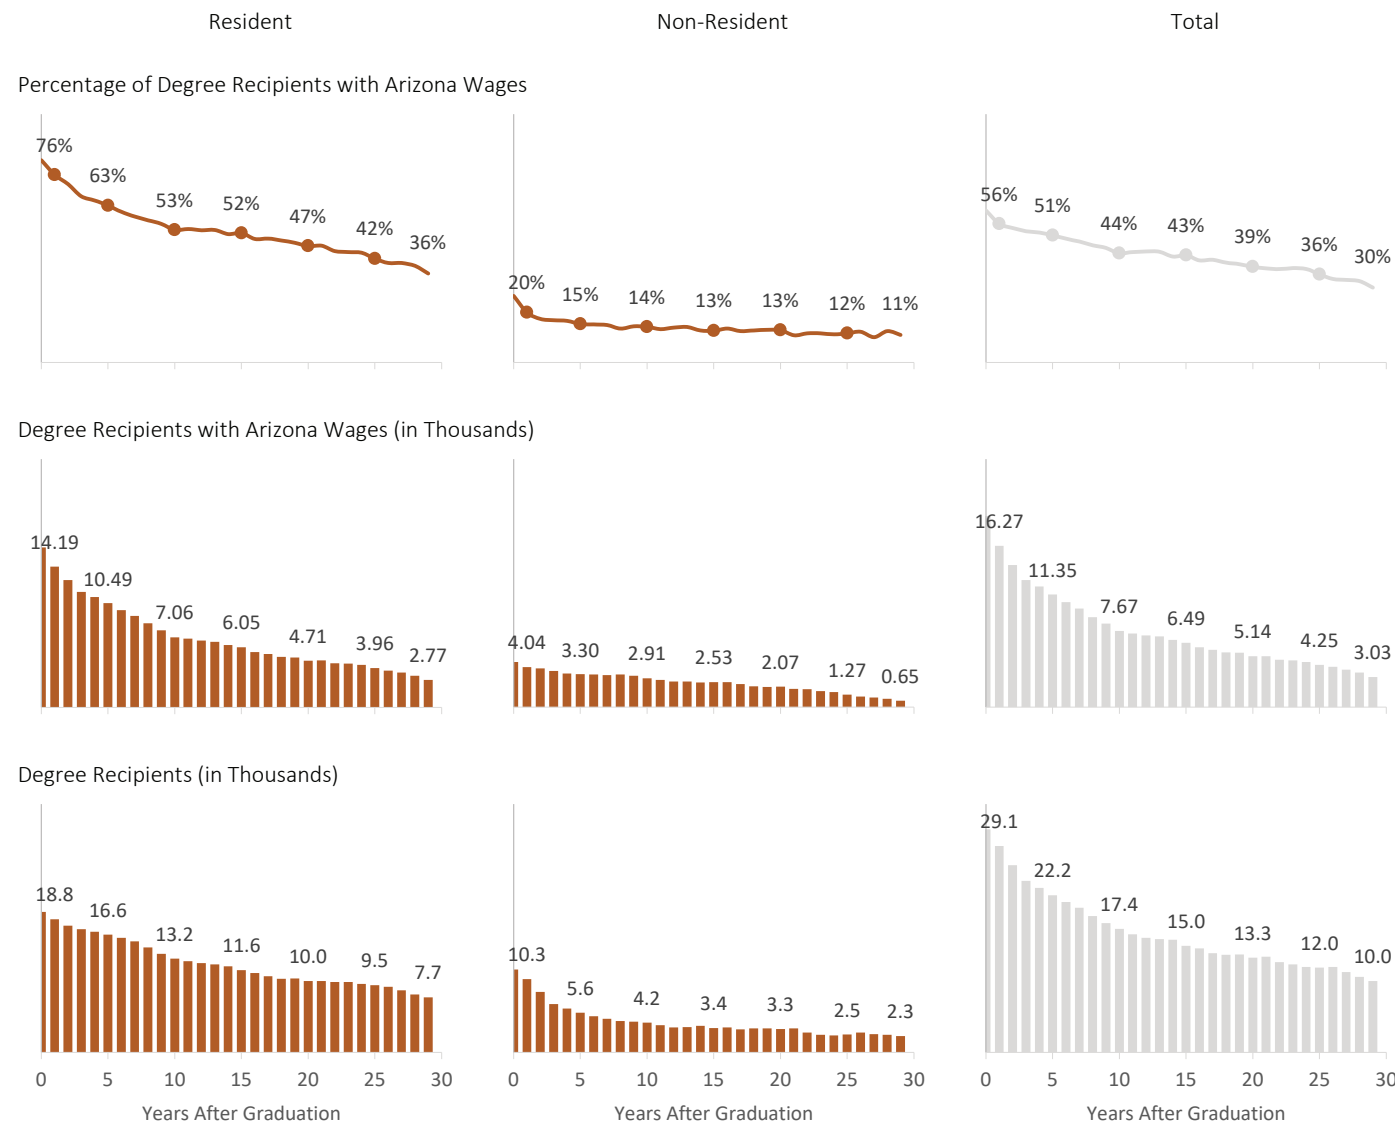 Resident Non-Resident Total
Percentage of Degree Recipients with Arizona Wages
76% 63% 53% 52% 47% 42% 36%
20% 15% 14% 13% 13% 12% 11%
56% 51% 44% 43% 39% 36% 30%
Degree Recipients with Arizona Wages (in Thousands)
14.19 10.49 7.06 6.05 4.71 3.96 2.77
4.04 3.30 2.91 2.53 2.07 1.27 0.65
16.27 11.35 7.67 6.49 5.14 4.25 3.03
Degree Recipients (in Thousands)
18.8 16.6 13.2 11.6 10.0 9.5 7.7
10.3 5.6 4.2 3.4 3.3 2.5 2.3
29.1 22.2 17.4 15.0 13.3 12.0 10.0
0 5 10 15 20 25 30 0 5 10 15 20 25 30 0 5 10 15 20 25 30
Years After Graduation Years After Graduation Years After Graduation